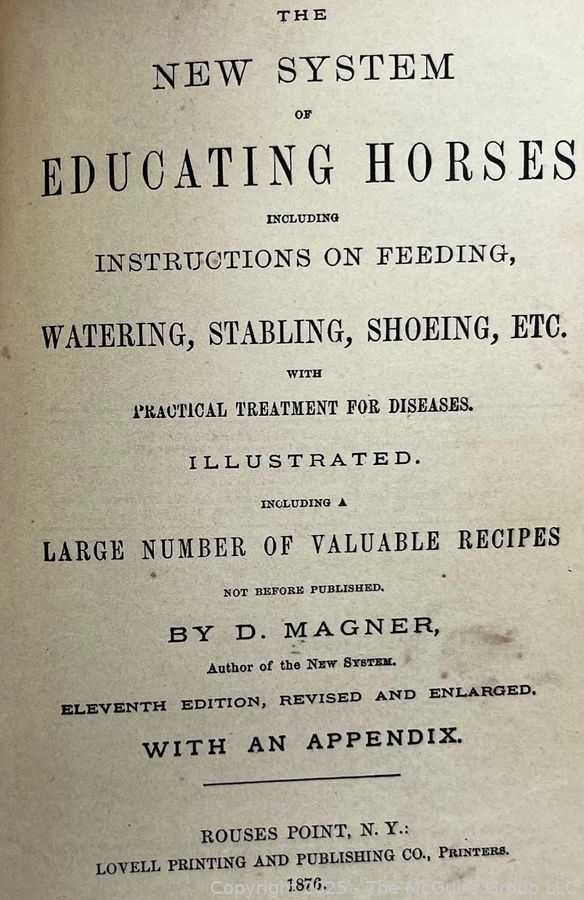 THE
NEW SYSTEM
OF
EDUCATING HORSES
INCLUDING
INSTRUCTIONS ON FEEDING,
WATERING, STABLING, SHOEING, ETC.
WITH
PRACTICAL TREATMENT FOR DISEASES.
ILLUSTRATED.
INCLUDING A
LARGE NUMBER OF VALUABLE RECIPES
NOT BEFORE PUBLISHED.
BY D. MAGNER,
Author of the NEW SYSTEM.
ELEVENTH EDITION, REVISED AND ENLARGED.
WITH AN APPENDIX.
ROUSES POINT, N. Y.:
LOVELL PRINTING AND PUBLISHING CO., PRINTERS.
1876.
Copyright 2025 - The McGuire Group LLC